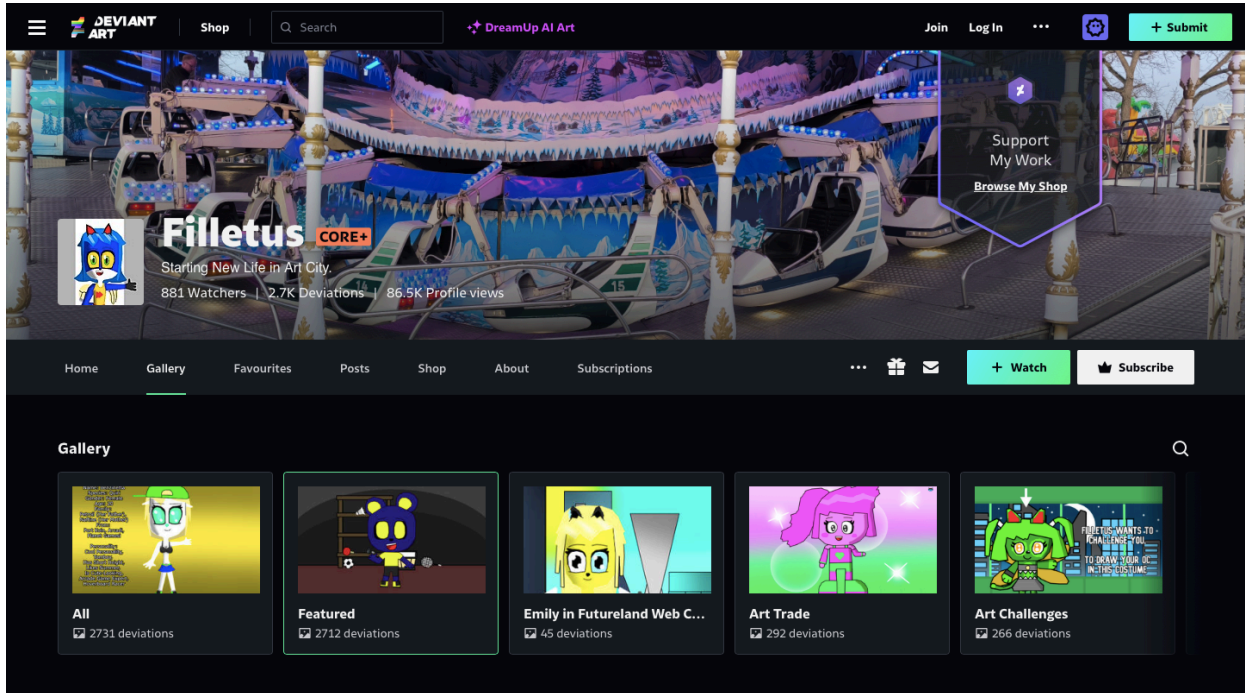 DEVIANT ART
Shop
Search
DreamUp AI Art
Join
Log In
+ Submit
Support
My Work
Browse My Shop
Filletus CORE+
Starting New Life in Art City.
881 Watchers | 2.7K Deviations | 86.5K Profile views
14
15
Home
Gallery
Favourites
Posts
Shop
About
Subscriptions
+ Watch
Subscribe
Gallery
FILLETUS WANTS TO
CHALLENGE YOU
TO DRAW YOUR OC
IN THIS COSTUME
All
2731 deviations
Featured
2712 deviations
Emily in Futureland Web C...
45 deviations
Art Trade
292 deviations
Art Challenges
266 deviations